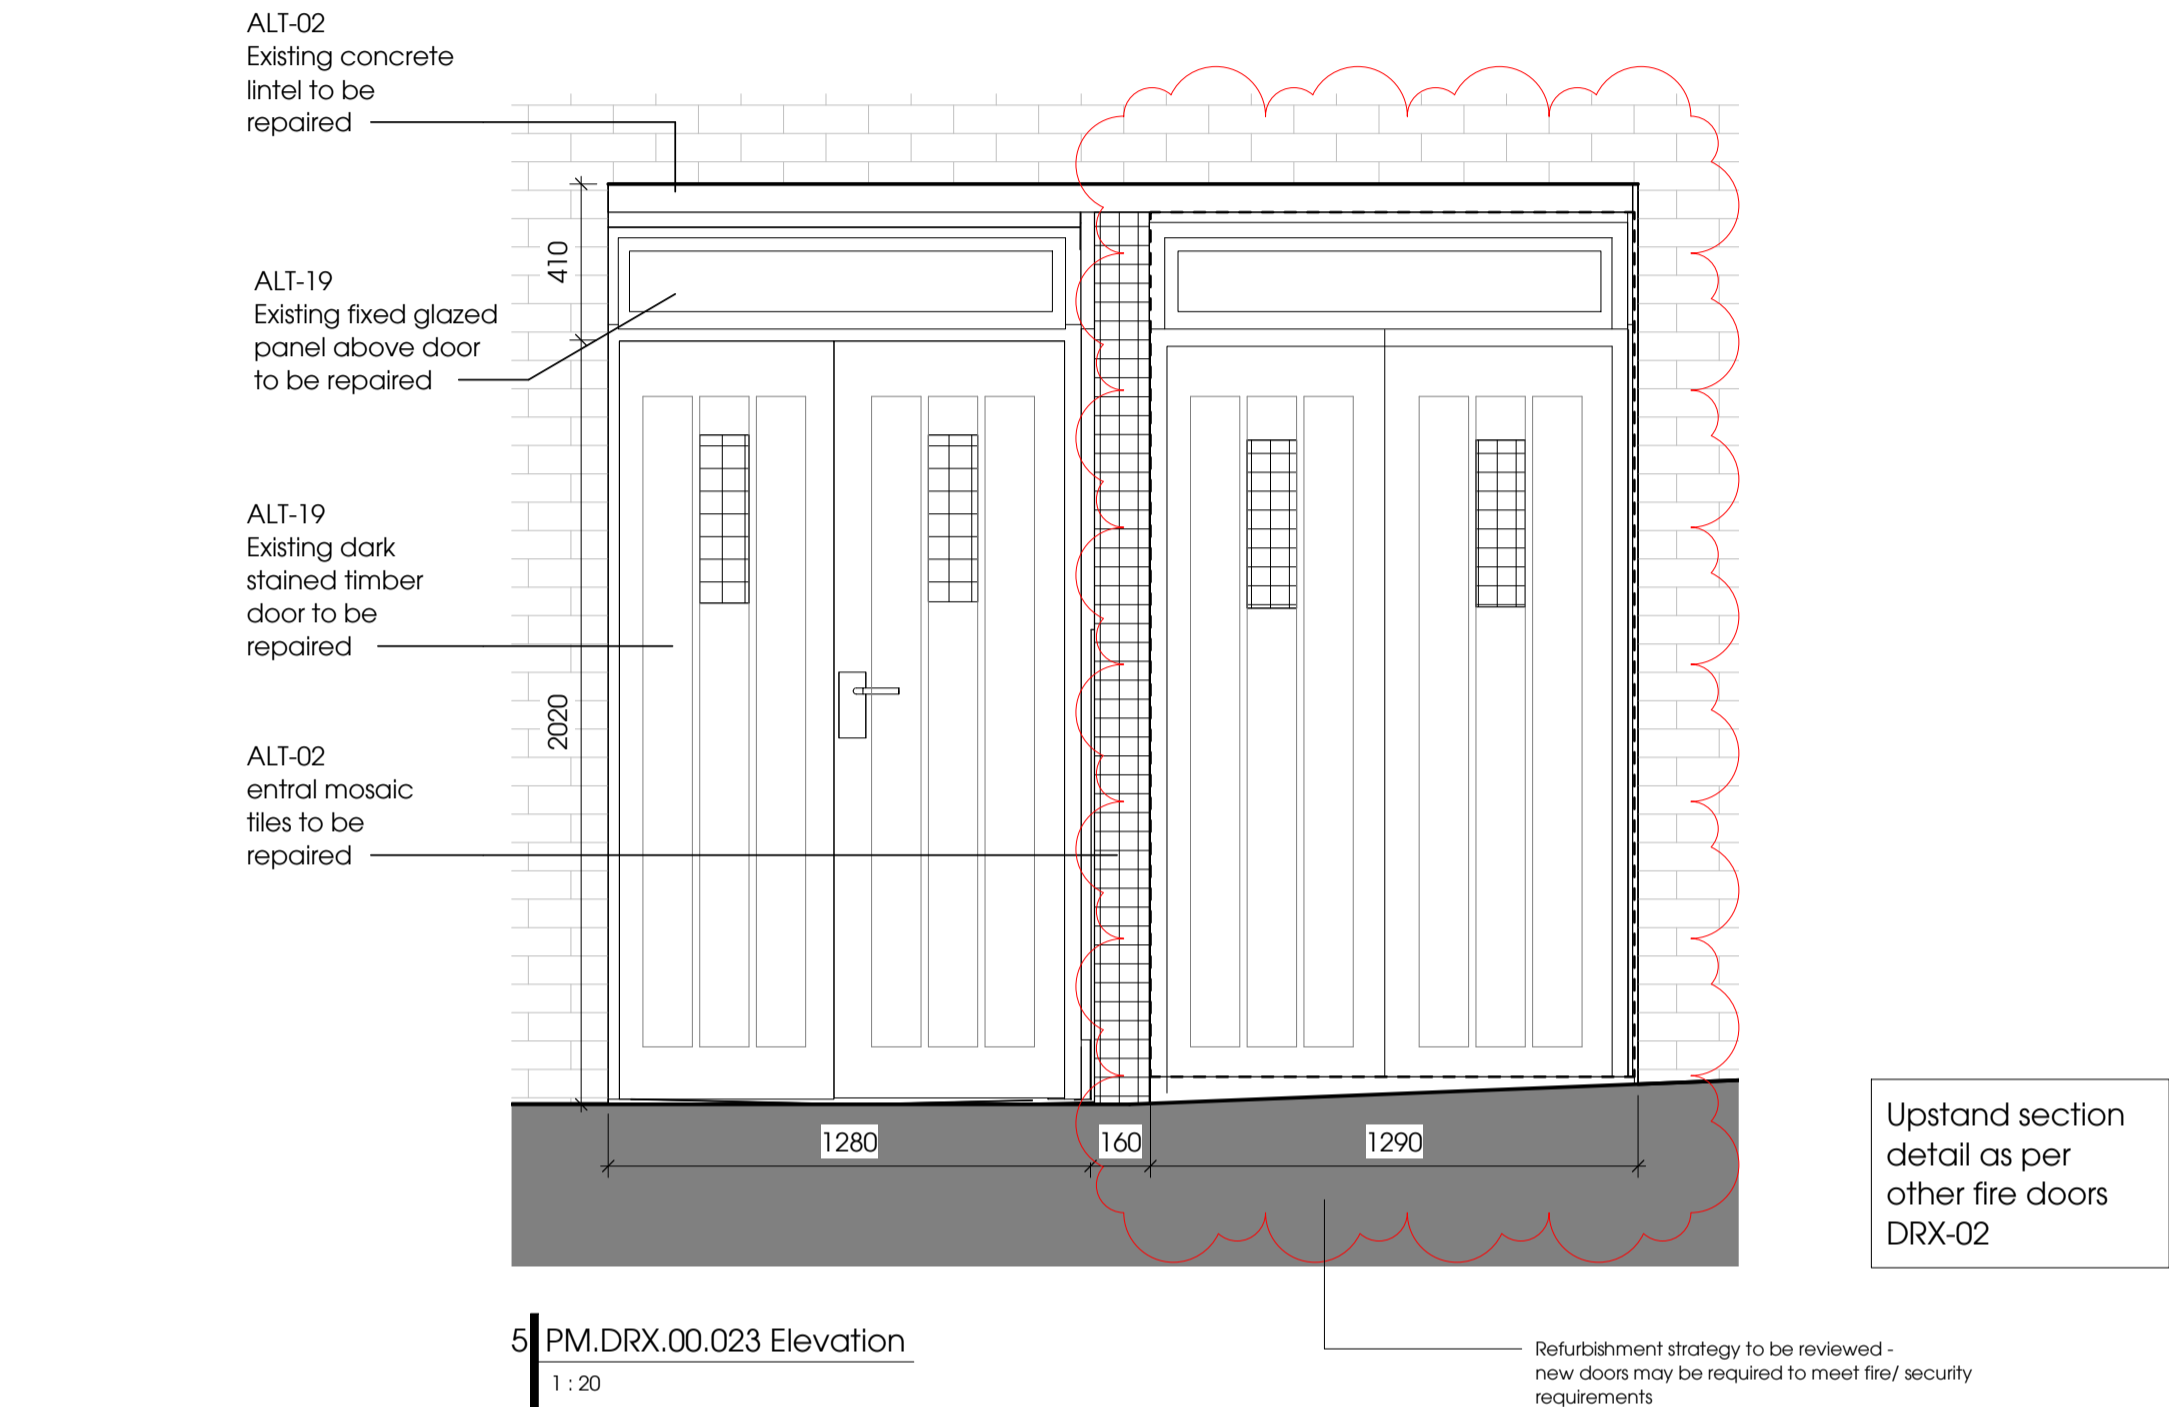 ALT-02
Existing concrete
lintel to be
repaired
410
ALT-19
Existing fixed glazed
panel above door
to be repaired
ALT-19
Existing dark
stained timber
door to be
repaired
2020
ALT-02
entral mosaic
tiles to be
repaired
1280
160
1290
Upstand section
detail as per
other fire doors
DRX-02
5 PM.DRX.00.023 Elevation
1 : 20
Refurbishment strategy to be reviewed -
new doors may be required to meet fire/ security
requirements